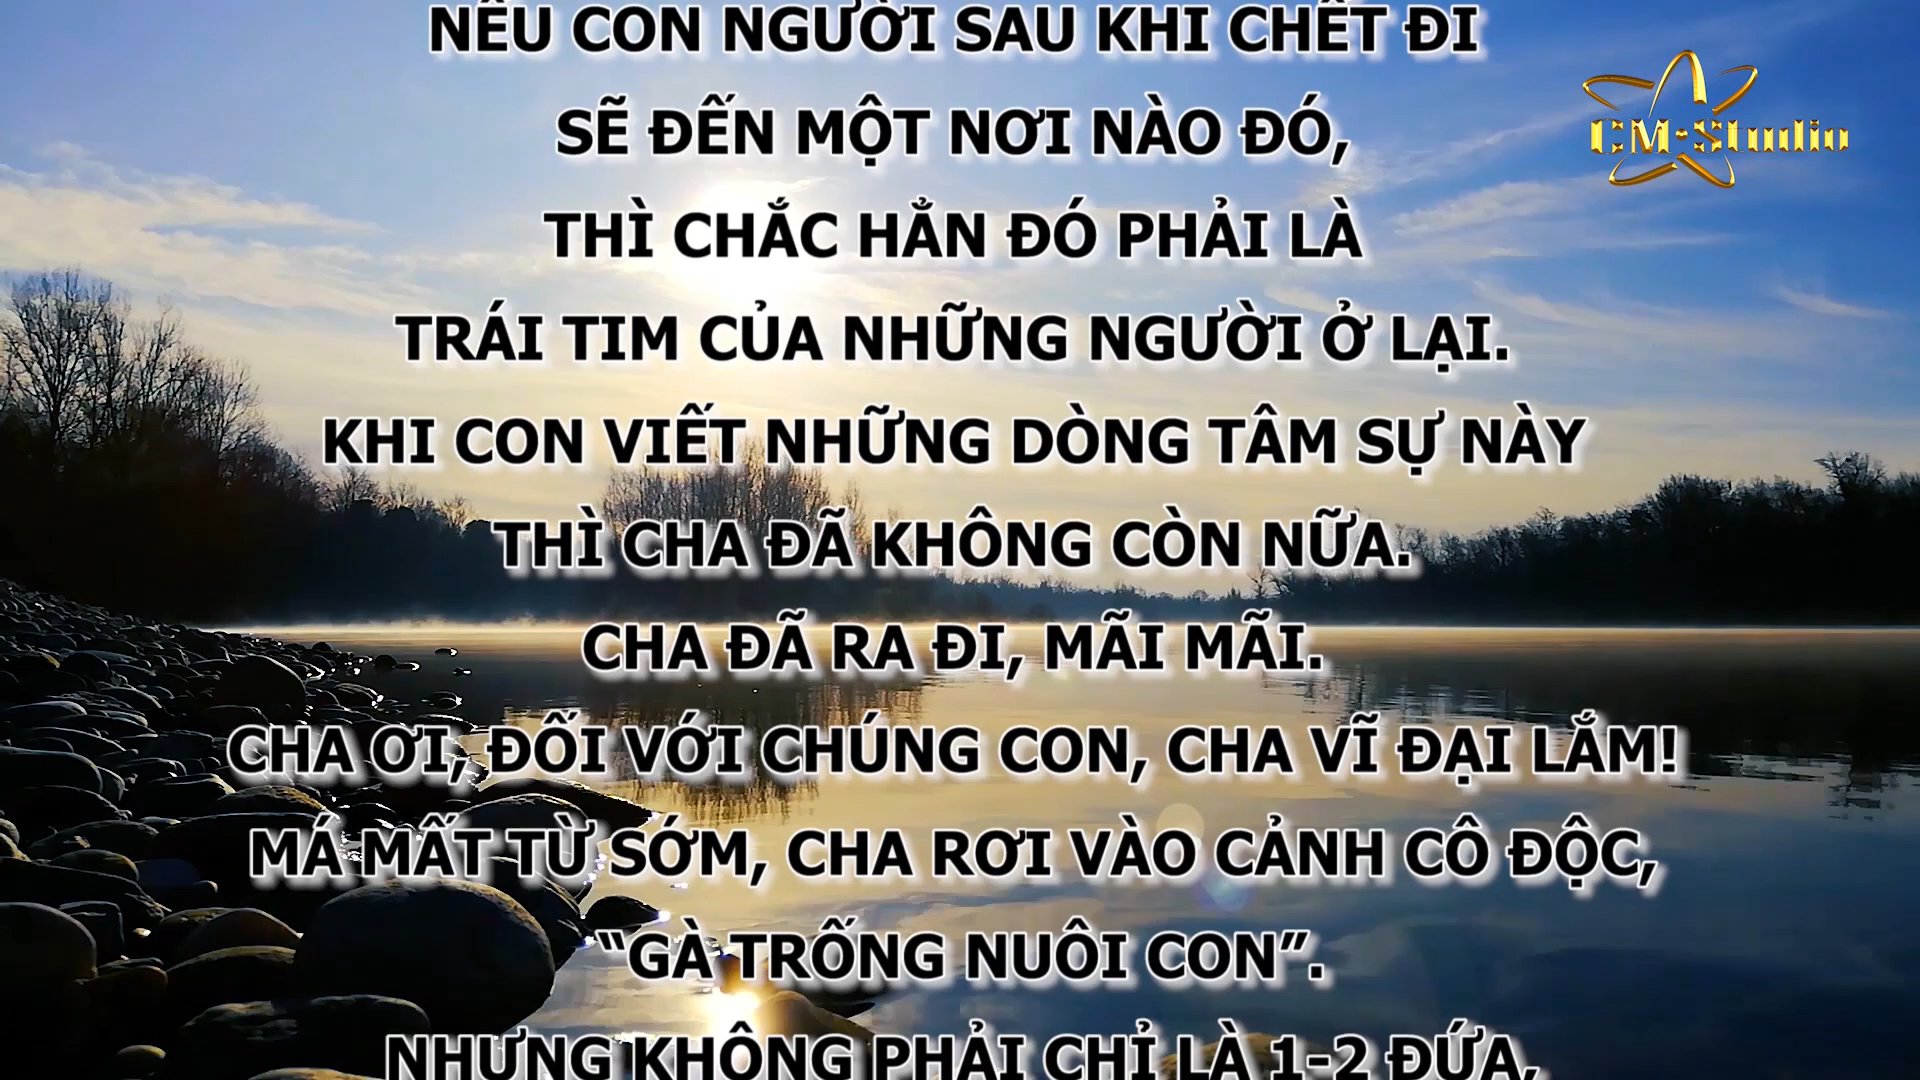 NẾU CON NGƯỜI SAU KHI CHẾT ĐI
CM·Studio
SẼ ĐẾN MỘT NƠI NÀO ĐÓ,
THÌ CHẮC HẲN ĐÓ PHẢI LÀ
TRÁI TIM CỦA NHỮNG NGƯỜI Ở LẠI.
KHI CON VIẾT NHỮNG DÒNG TÂM SỰ NÀY
THÌ CHA ĐÃ KHÔNG CÒN NỮA.
CHA ĐÃ RA ĐI, MÃI MÃI.
CHA ƠI, ĐỐI VỚI CHÚNG CON, CHA VĨ ĐẠI LẮM!
MÁ MẤT TỪ SỚM, CHA RƠI VÀO CẢNH CÔ ĐỘC,
“GÀ TRỐNG NUÔI CON”.
NHƯNG KHÔNG PHẢI CHỈ LÀ 1-2 ĐỨA,